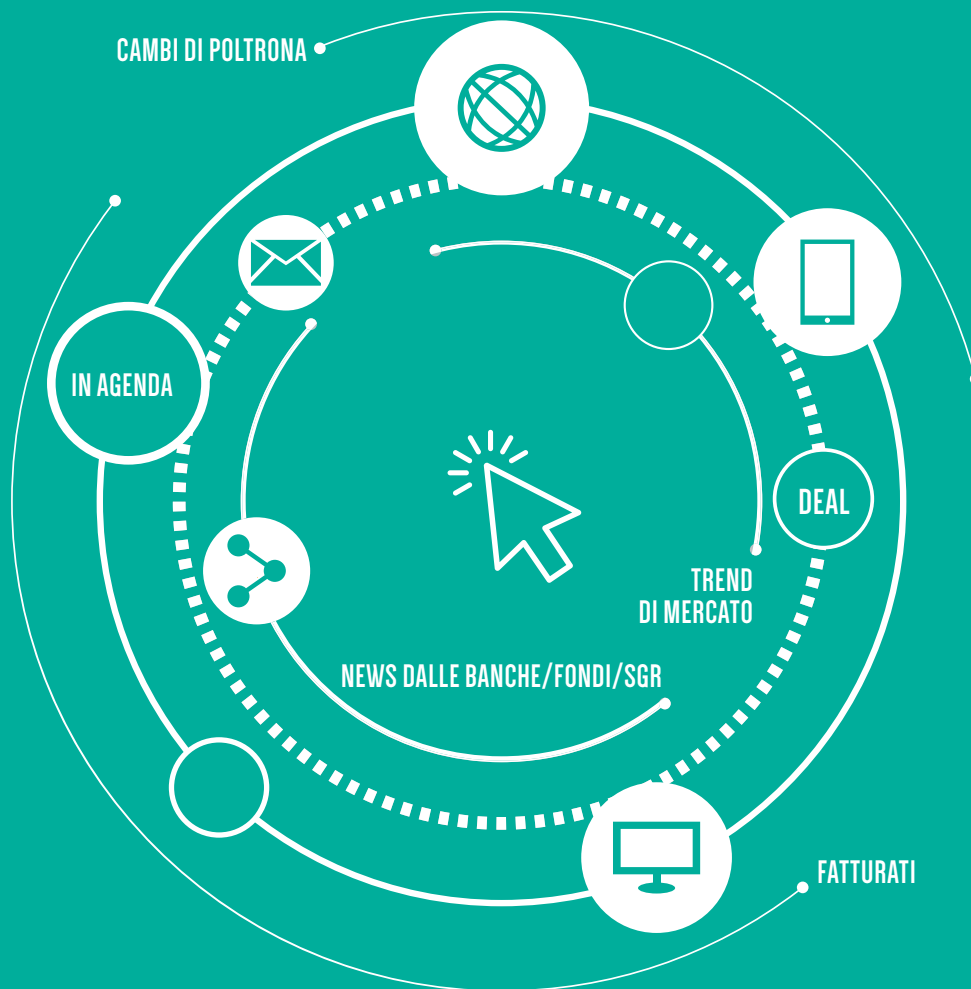 CAMBI DI POLTRONA
IN AGENDA
DEAL
TREND
DI MERCATO
NEWS DALLE BANCHE/FONDI/SGR
FATTURATI